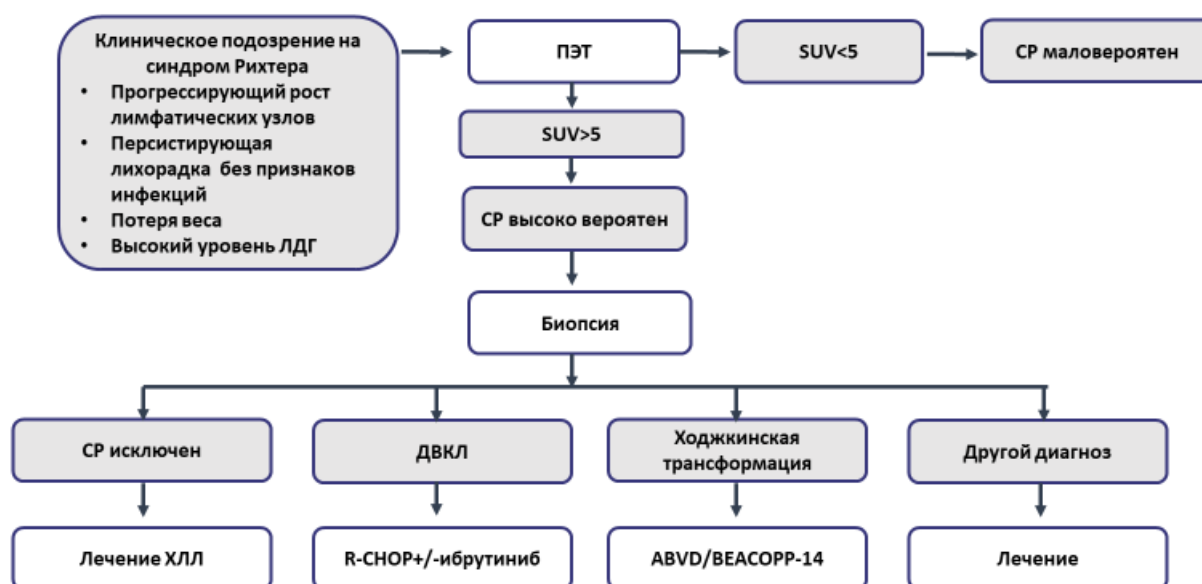 Клиническое подозрение на
синдром Рихтера
• Прогрессирующий рост
лимфатических узлов
• Персистирующая
лихорадка без признаков
инфекций
• Потеря веса
• Высокий уровень ЛДГ
ПЭТ
SUV<5
СР маловероятен
SUV>5
СР высоко вероятен
Биопсия
СР исключен
ДВКЛ
Ходжкинская
трансформация
Другой диагноз
Лечение ХЛЛ
R-CHOP+/-ибрутиниб
ABVD/BEACOPP-14
Лечение